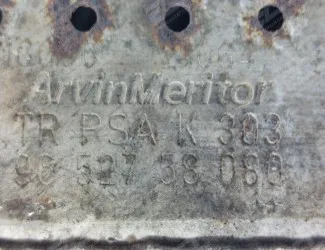 ArvinMeritor
TR PSA K 303
96 527 58 080